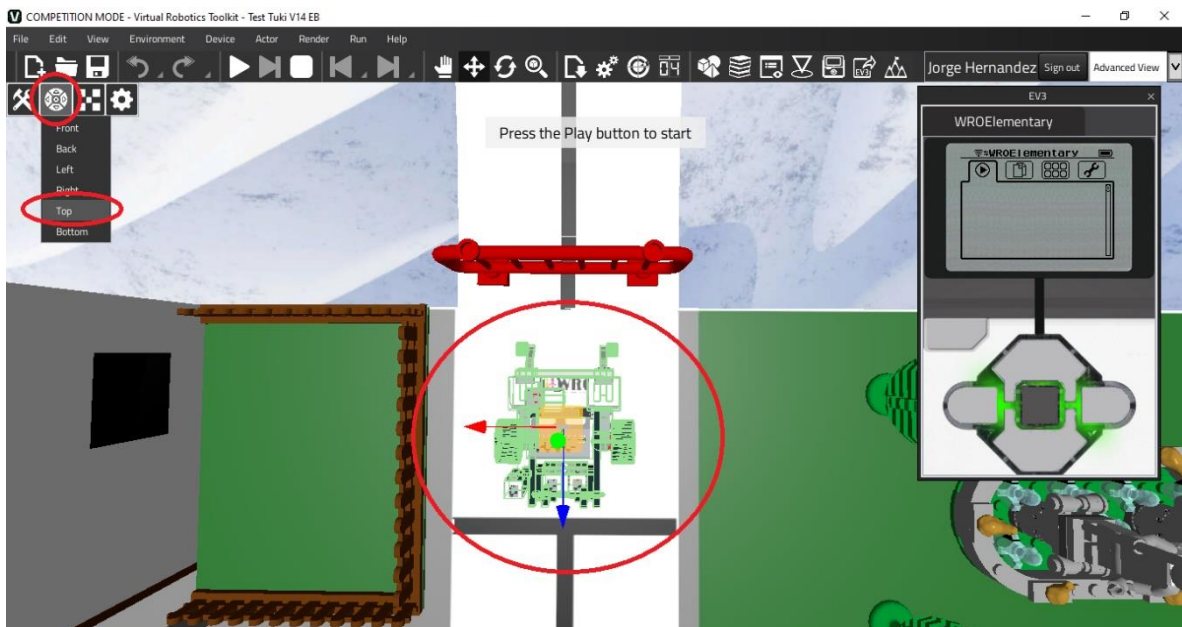 COMPETITION MODE - Virtual Robotics Toolkit - Test Tuki V14 EB
File Edit View Environment Device Actor Render Run Help
Jorge Hernandez Sign out Advanced View
EV3
WROElementary
Press the Play button to start
WROElementary
Front
Back
Left
Right
Top
Bottom
WRO